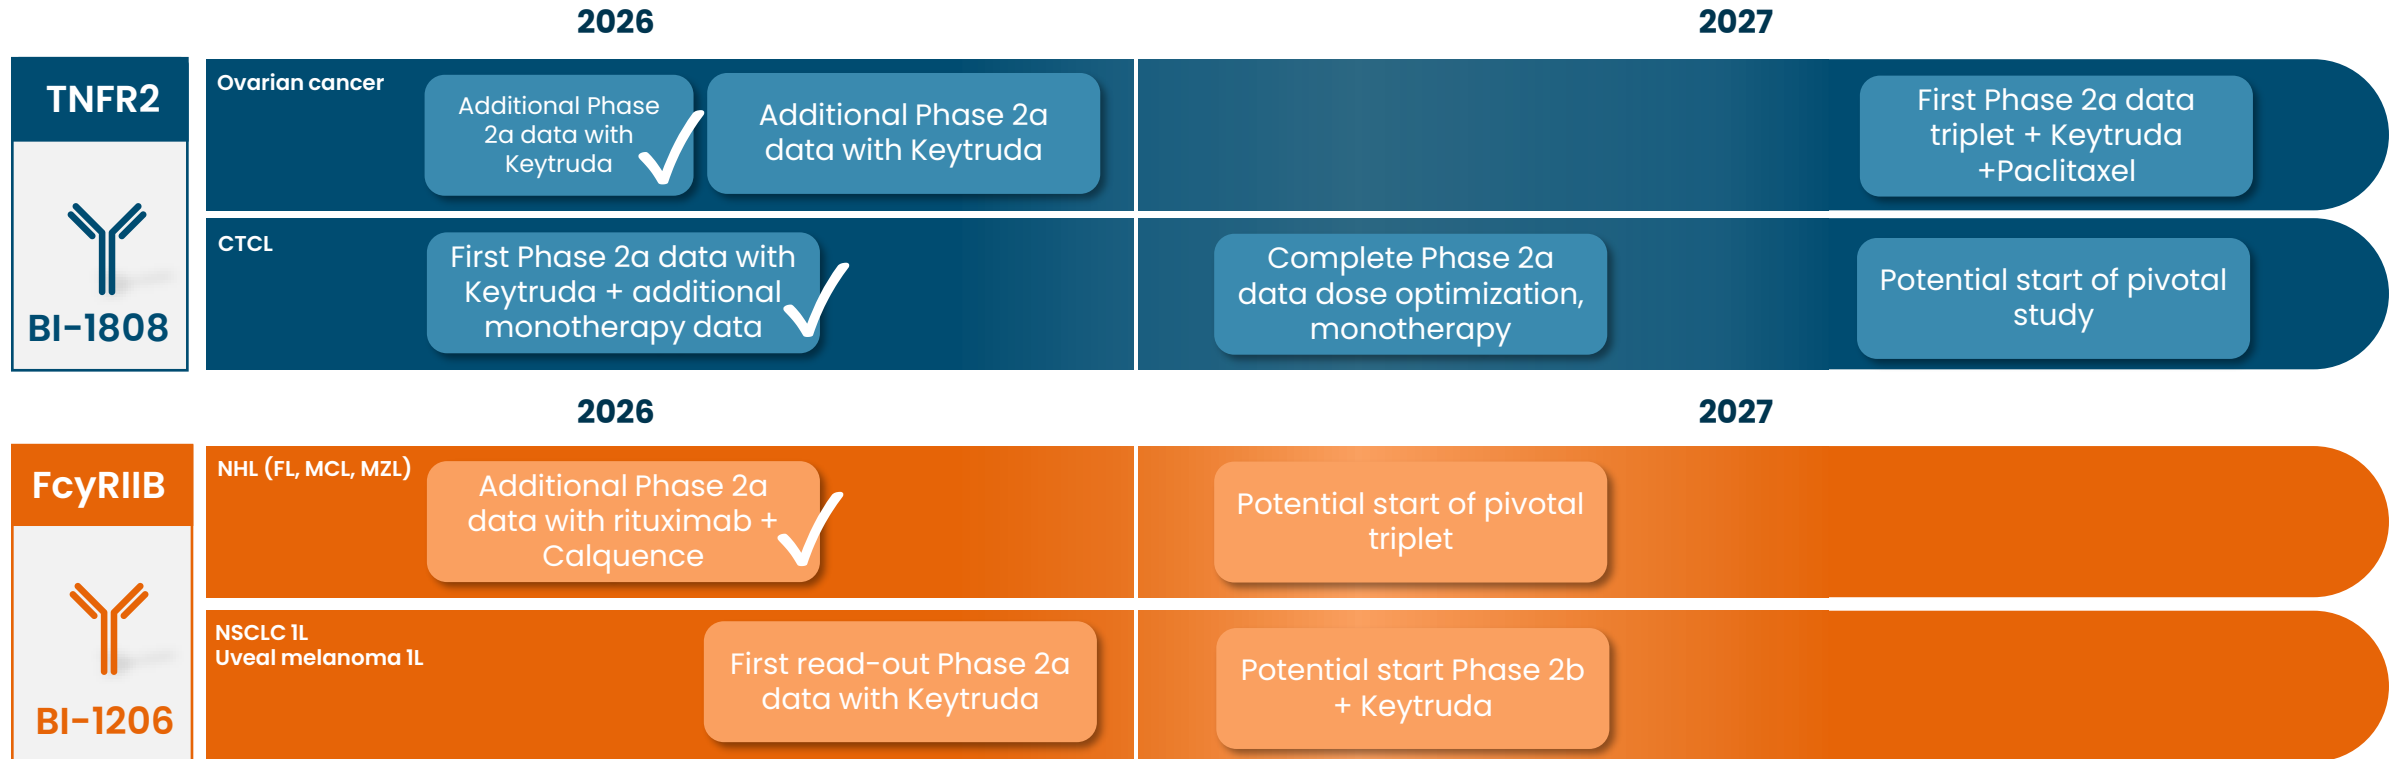 2026
2027
TNFR2
BI-1808
Ovarian cancer
Additional Phase
2a data with
Keytruda
Additional Phase 2a
data with Keytruda
First Phase 2a data
triplet + Keytruda
+Paclitaxel
CTCL
First Phase 2a data with
Keytruda + additional
monotherapy data
Complete Phase 2a
data dose optimization,
monotherapy
Potential start of pivotal
study
2026
2027
FcyRIIB
BI-1206
NHL (FL, MCL, MZL)
Additional Phase 2a
data with rituximab +
Calquence
Potential start of pivotal
triplet
NSCLC 1L
Uveal melanoma 1L
First read-out Phase 2a
data with Keytruda
Potential start Phase 2b
+ Keytruda